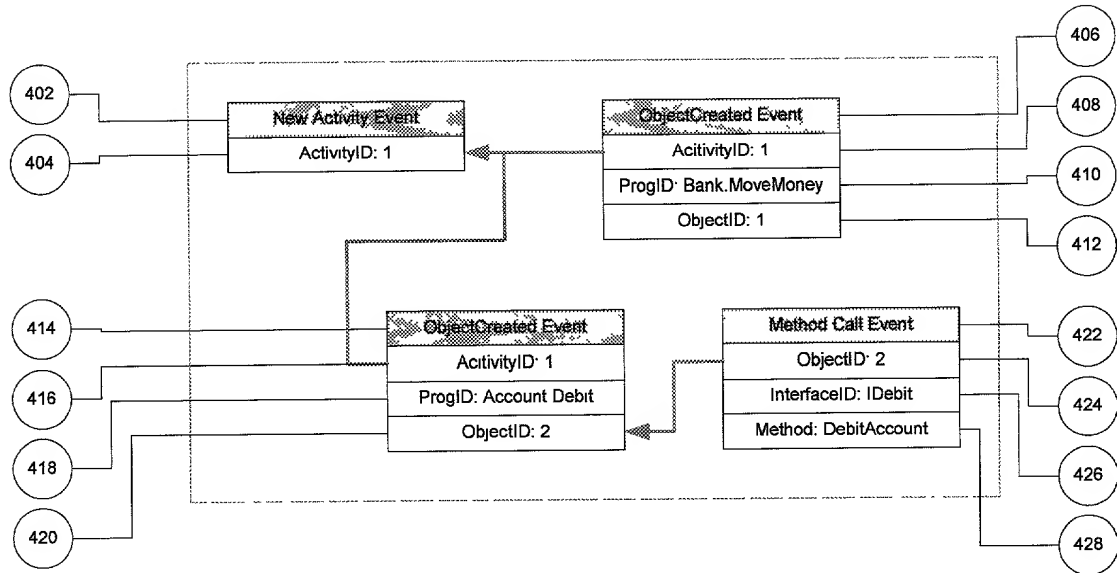 406
402
New Activity Event
ObjectCreated Event
408
404
ActivityID: 1
AcitivityID: 1
ProgID: Bank.MoveMoney
410
ObjectID: 1
412
414
ObjectCreated Event
Method Call Event
422
ActivityID: 1
ObjectID: 2
416
ProgID: Account Debit
InterfaceID: IDebit
424
ObjectID: 2
Method: DebitAccount
418
426
420
428